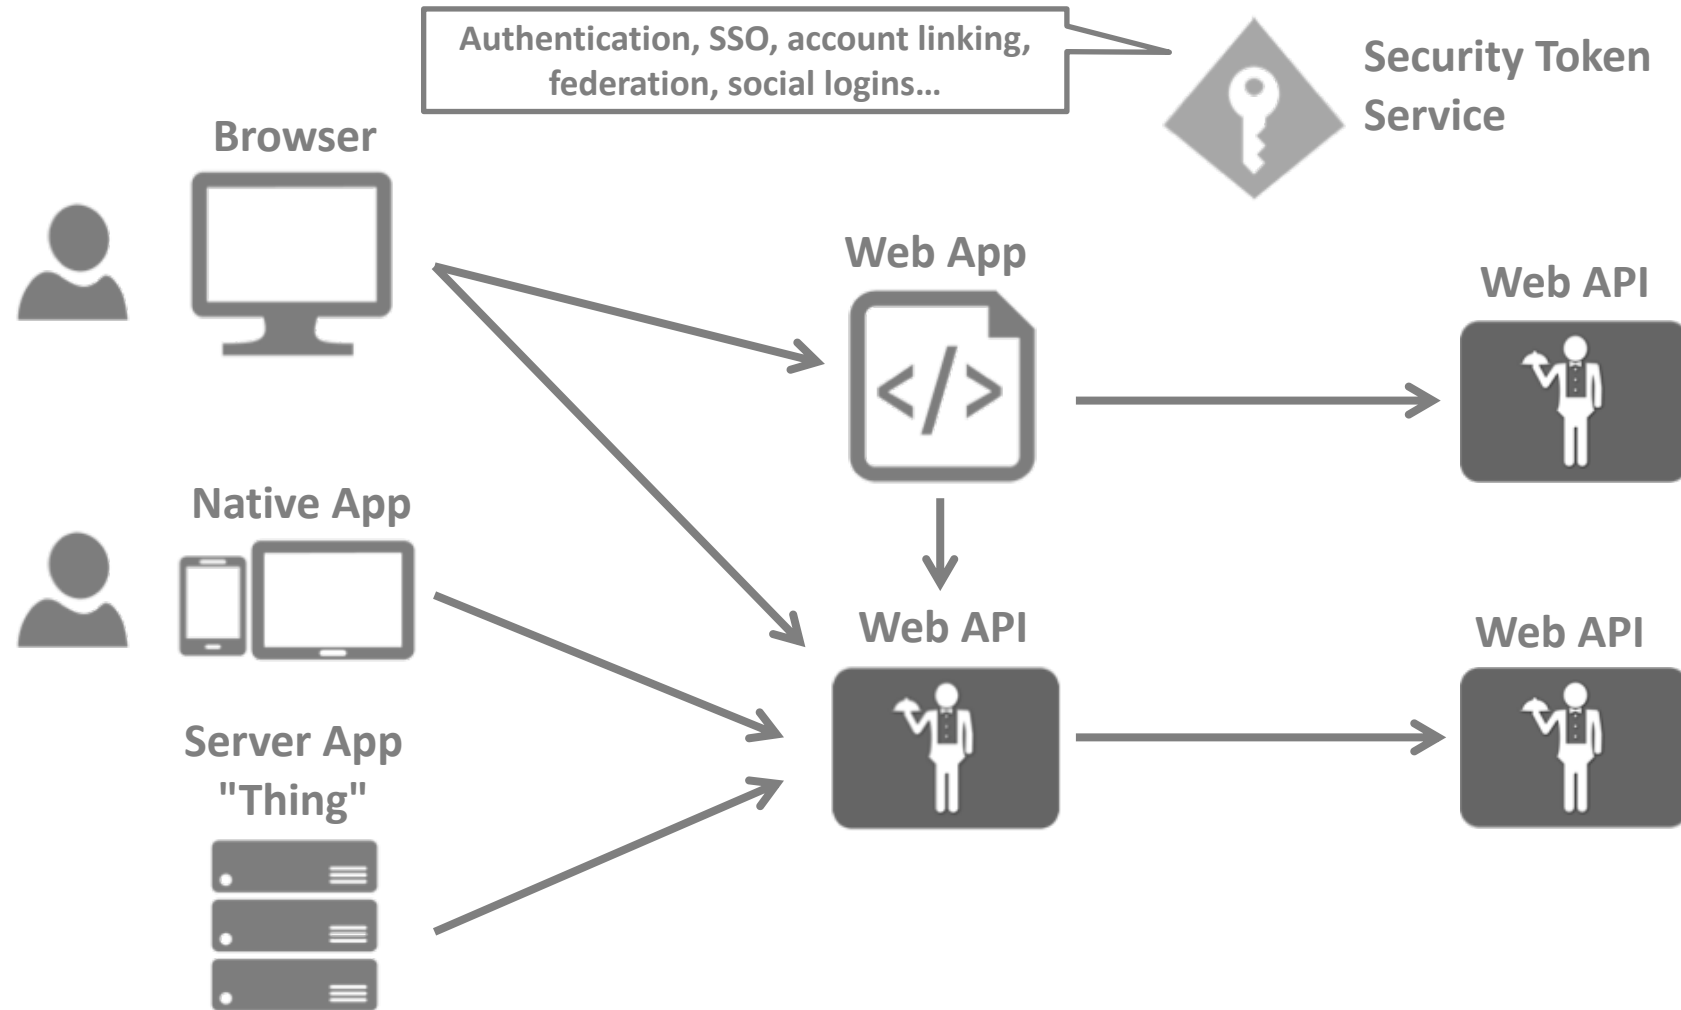 Authentication, SSO, account linking,
federation, social logins…
Security Token
Service
Browser
Web App
</>
Web API
Native App
Web API
Web API
Server App
"Thing"